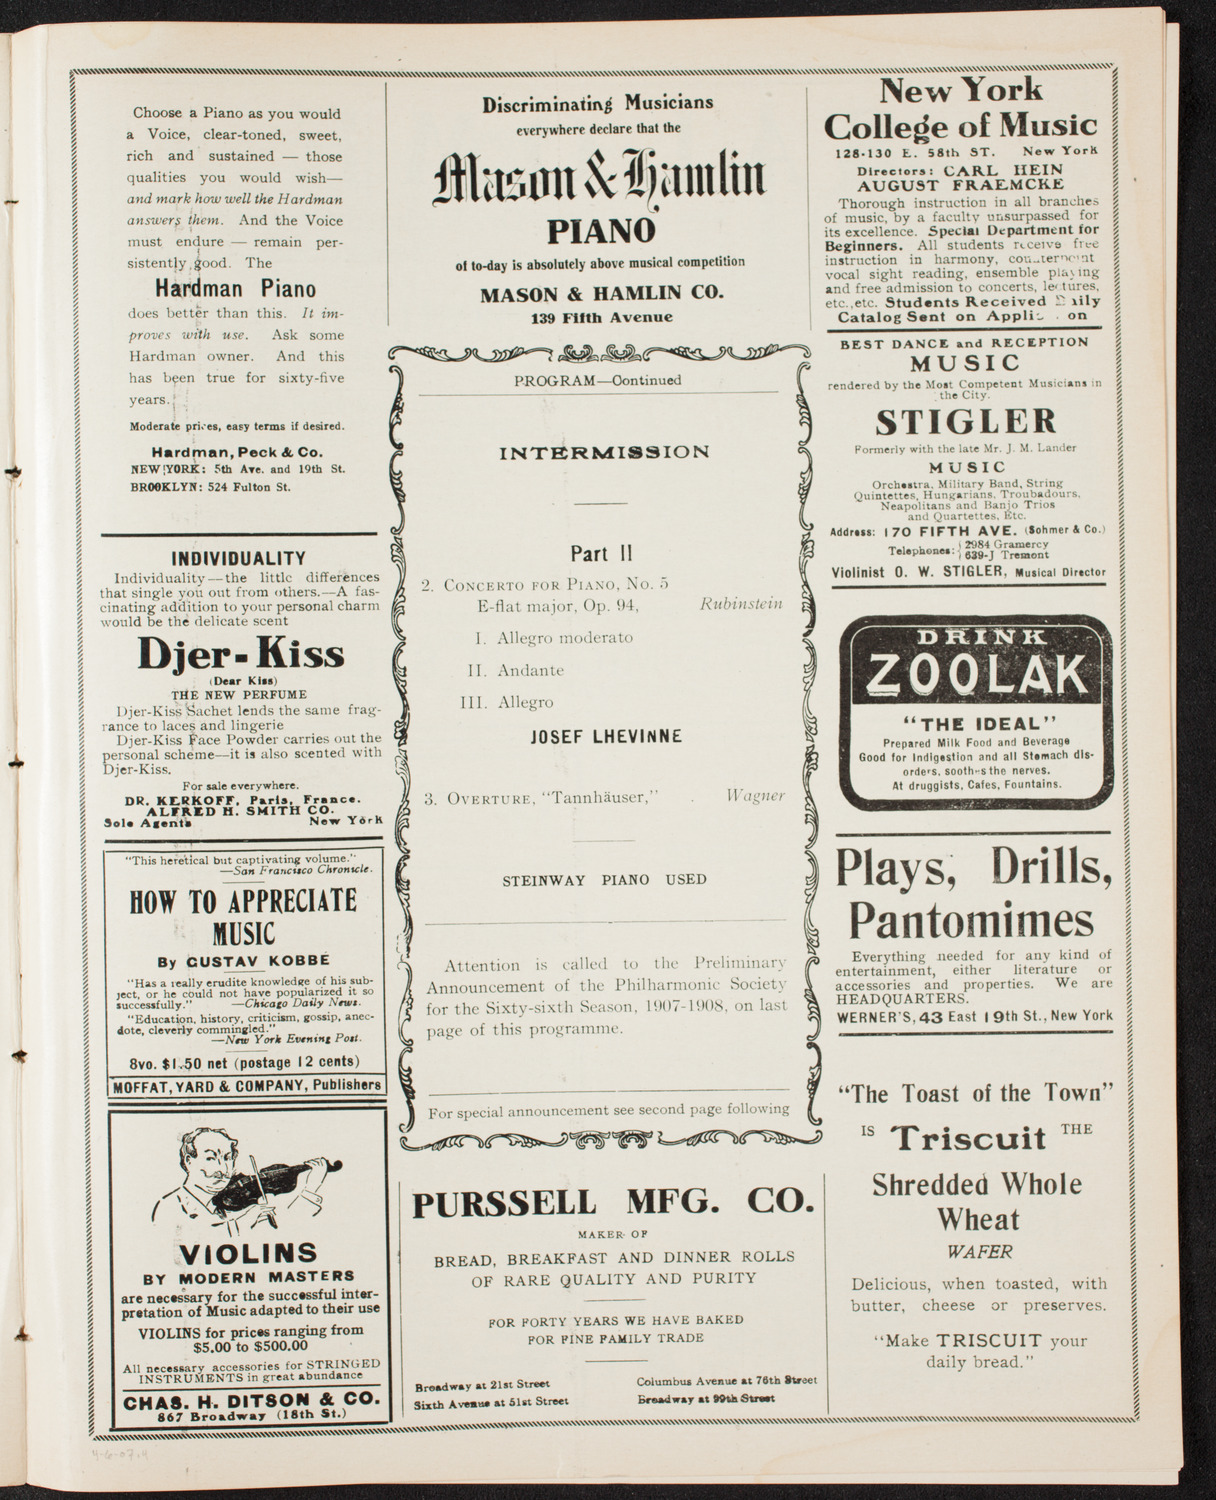 Choose a Piano as you would
a Voice, clear-toned, sweet,
rich and sustained — those
qualities you would wish—
and mark how well the Hardman
answers them. And the Voice
must endure — remain per-
sistently good. The
Hardman Piano
does better than this. It im-
proves with use. Ask some
Hardman owner. And this
has been true for sixty-five
years.
Moderate prices, easy terms if desired.
Hardman, Peck & Co.
NEW YORK: 5th Ave. and 19th St.
BROOKLYN: 524 Fulton St.
INDIVIDUALITY
Individuality—the little differences
that single you out from others.—A fas-
cinating addition to your personal charm
would be the delicate scent
Djer-Kiss
(Dear Kiss)
THE NEW PERFUME
Djer-Kiss Sachet lends the same frag-
rance to laces and lingerie
Djer-Kiss Face Powder carries out the
personal scheme—it is also scented with
Djer-Kiss.
For sale everywhere.
DR. KERKOFF, Paris, France.
ALFRED H. SMITH CO.
Sole Agents New York
"This heretical but captivating volume."
—San Francisco Chronicle.
HOW TO APPRECIATE
MUSIC
By GUSTAV KOBBÉ
"Has a really erudite knowledge of his sub-
ject, or he could not have popularized it so
successfully." —Chicago Daily News.
"Education, history, criticism, gossip, anec-
dote, cleverly commingled."
—New York Evening Post.
8vo. $1.50 net (postage 12 cents)
MOFFAT, YARD & COMPANY, Publishers
VIOLINS
BY MODERN MASTERS
are necessary for the successful inter-
pretation of Music adapted to their use
VIOLINS for prices ranging from
$5.00 to $500.00
All necessary accessories for STRINGED
INSTRUMENTS in great abundance
CHAS. H. DITSON & CO.
867 Broadway (18th St.)
4-6-07.4
Discriminating Musicians
everywhere declare that the
Mason & Hamlin
PIANO
of to-day is absolutely above musical competition
MASON & HAMLIN CO.
139 Fifth Avenue
PROGRAM—Continued
INTERMISSION
Part II
2. CONCERTO FOR PIANO, No. 5
E-flat major, Op. 94, Rubinstein
I. Allegro moderato
II. Andante
III. Allegro
JOSEF LHEVINNE
3. OVERTURE, "Tannhäuser," . Wagner
STEINWAY PIANO USED
Attention is called to the Preliminary
Announcement of the Philharmonic Society
for the Sixty-sixth Season, 1907-1908, on last
page of this programme.
For special announcement see second page following
PURSSELL MFG. CO.
MAKER OF
BREAD, BREAKFAST AND DINNER ROLLS
OF RARE QUALITY AND PURITY
FOR FORTY YEARS WE HAVE BAKED
FOR FINE FAMILY TRADE
Broadway at 21st Street Columbus Avenue at 76th Street
Sixth Avenue at 51st Street Broadway at 99th Street
New York
College of Music
128-130 E. 58th ST. New York
Directors: CARL HEIN
AUGUST FRAEMCKE
Thorough instruction in all branches
of music, by a faculty unsurpassed for
its excellence. Special Department for
Beginners. All students receive free
instruction in harmony, counterpoint
vocal sight reading, ensemble playing
and free admission to concerts, lectures,
etc., etc. Students Received Daily
Catalog Sent on
BEST DANCE and RECEPTION
MUSIC
rendered by the Most Competent Musicians in
the City.
STIGLER
Formerly with the late Mr. J. M. Lander
MUSIC
Orchestra, Military Band, String
Quintettes, Hungarians, Troubadours,
Neapolitans and Banjo Trios
and Quartettes, Etc.
Address: 170 FIFTH AVE. (Sohmer & Co.)
Telephones: { 2984 Gramercy
639-J Tremont
Violinist O. W. STIGLER, Musical Director
DRINK
ZOOLAK
"THE IDEAL"
Prepared Milk Food and Beverage
Good for Indigestion and all Stomach dis-
orders, soothes the nerves.
At druggists, Cafes, Fountains.
Plays, Drills,
Pantomimes
Everything needed for any kind of
entertainment, either literature or
accessories and properties. We are
HEADQUARTERS.
WERNER'S, 43 East 19th St., New York
"The Toast of the Town"
IS Triscuit THE
Shredded Whole
Wheat
WAFER
Delicious, when toasted, with
butter, cheese or preserves.
"Make TRISCUIT your
daily bread."